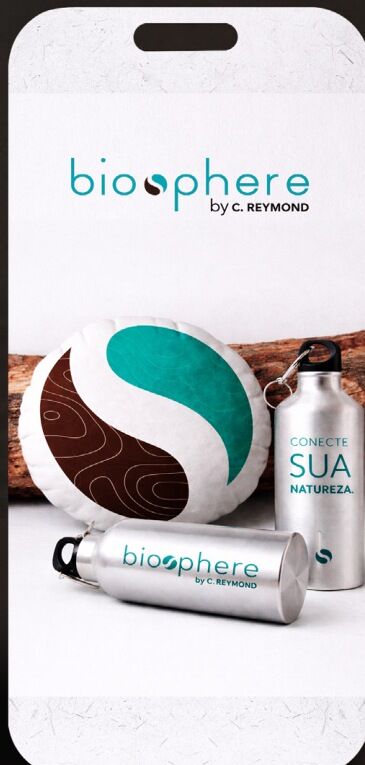 biosphere
by C. REYMOND
CONECTE
SUA
NATUREZA.
biosphere
by C. REYMOND